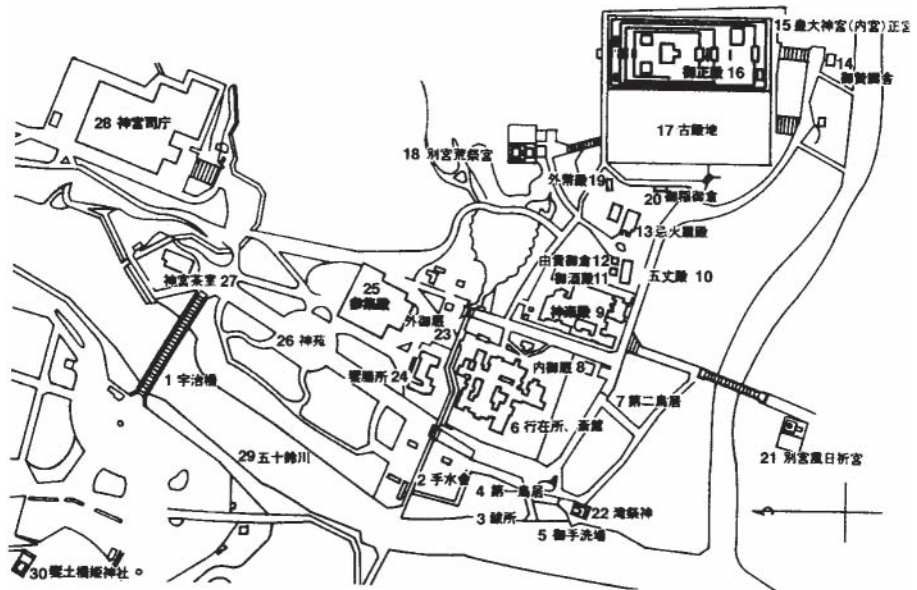 15 皇大神宮(内宮)正宮
14
御贄調舎
御正殿 16
28 神宮司庁
17 古殿地
18 別宮荒祭宮
外幣殿 19
20 御稲御倉
13 忌火屋殿
由貴御倉 12
御酒殿 11
五丈殿 10
神宮茶室 27
25
参集殿
神楽殿 9
外御厩
23
26 神苑
饗膳所 24
内御厩 8
1 宇治橋
7 第二鳥居
6 行在所、斎館
21 別宮風日祈宮
29 五十鈴川
2 手水舎
4 第一鳥居
22 滝祭神
3 祓所
5 御手洗場
30 饗土橋姫神社